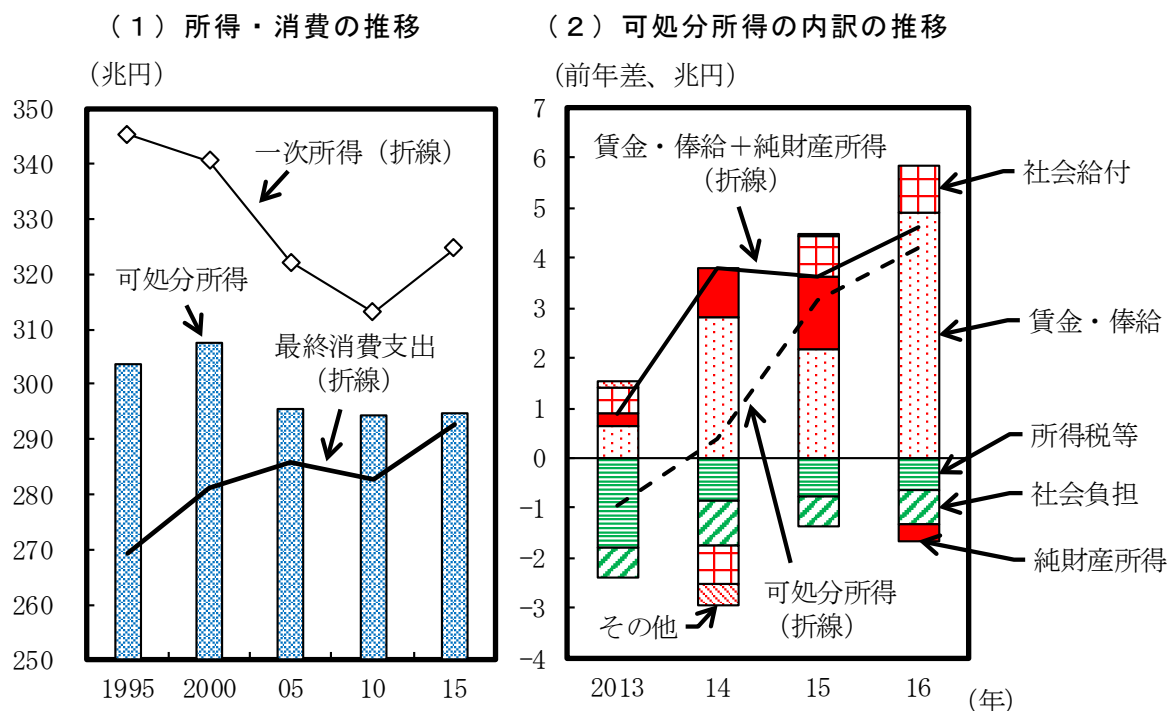 （１）所得・消費の推移
（兆円）
350
340
330
320
310
300
290
280
270
260
250
一次所得（折線）
可処分所得
最終消費支出
（折線）
1995
2000
05
10
15
（２）可処分所得の内訳の推移
（前年差、兆円）
7
6
5
4
3
2
1
0
-1
-2
-3
-4
賃金・俸給＋純財産所得
（折線）
社会給付
賃金・俸給
所得税等
社会負担
純財産所得
可処分所得
（折線）
その他
2013
14
15
16
（年）